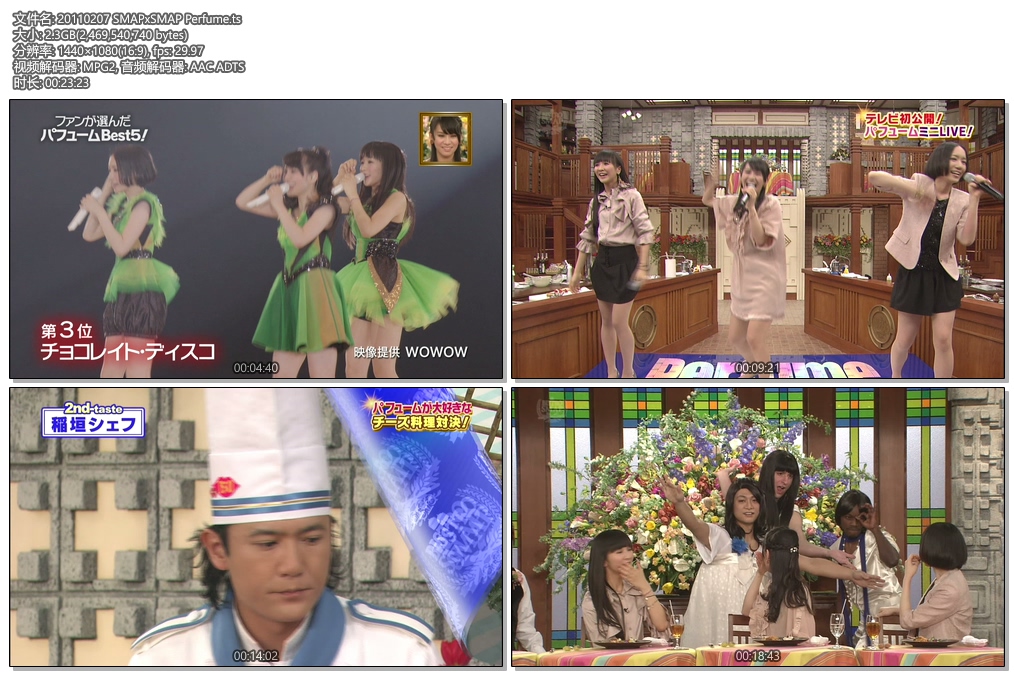 文件名: 20110207 SMAPxSMAP Perfume.ts
大小: 2.3GB(2,469,540,740 bytes)
分辨率: 1440×1080(16:9), fps: 29.97
视频解码器: MPG2, 音频解码器: AAC ADTS
时长: 00:23:23
ファンが選んだ
パフュームBest5!
第3位
チョコレイト・ディスコ
映像提供 WOWOW
00:04:40
テレビ初公開!
パフュームミニLIVE!
Perfume
00:09:21
2nd-taste
稲垣シェフ
パフュームが大好きな
チーズ料理対決!
00:14:02
00:18:43